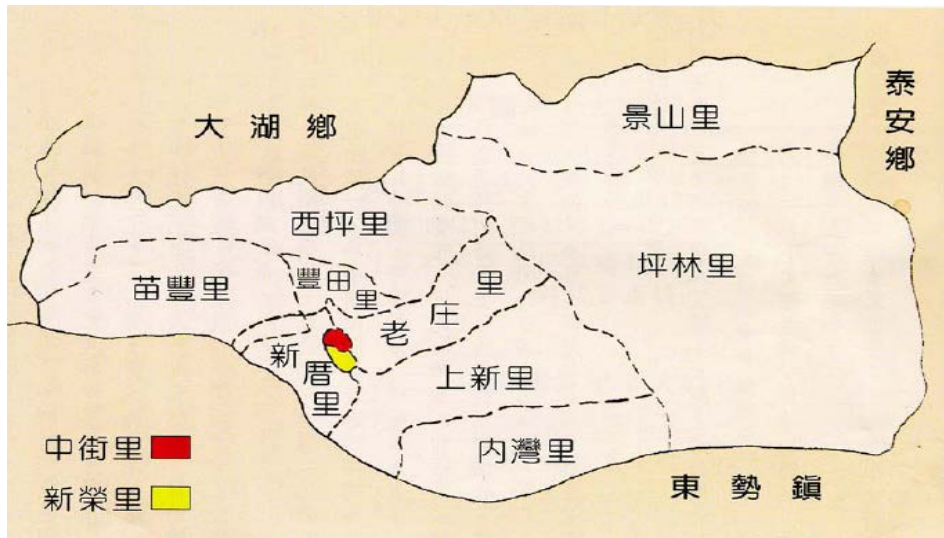 大湖鄉
泰安鄉
景山里
西坪里
坪林里
苗豐里
豐田里
老庄里
新厝里
上新里
內灣里
中街里
新榮里
東勢鎮